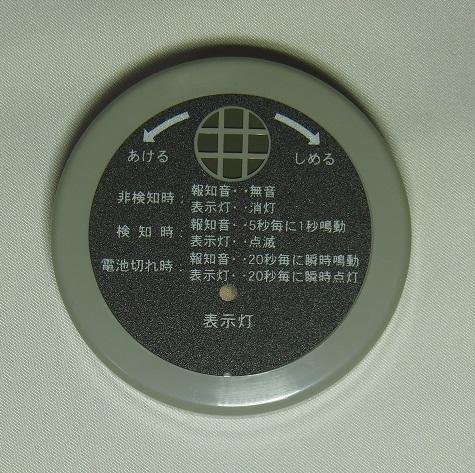 あける しめる
非検知時：報知音・・無音
表示灯・・消灯
検知時：報知音・・5秒毎に1秒鳴動
表示灯・・点滅
電池切れ時：報知音・・20秒毎に瞬時鳴動
表示灯・・20秒毎に瞬時点灯
表示灯